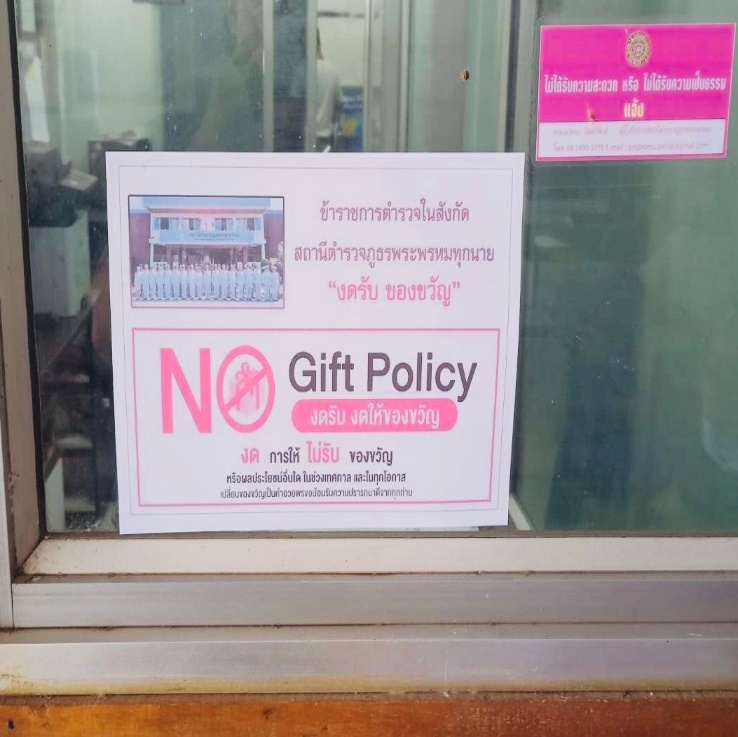 ไม่ได้รับความสะดวก หรือ ไม่ได้รับความเป็นธรรม
แจ้ง
ข้าราชการตำรวจในสังกัด
สถานีตำรวจภูธรพระพรหมทุกนาย
“งดรับ ของขวัญ”
NO Gift Policy
งดรับ งดให้ของขวัญ
งด การให้ ไม่รับ ของขวัญ
หรือผลประโยชน์อื่นใด ในช่วงเทศกาล และในทุกโอกาส
เปลี่ยนของขวัญเป็นคำอวยพรขอน้อมรับความปรารถนาดีจากทุกท่าน